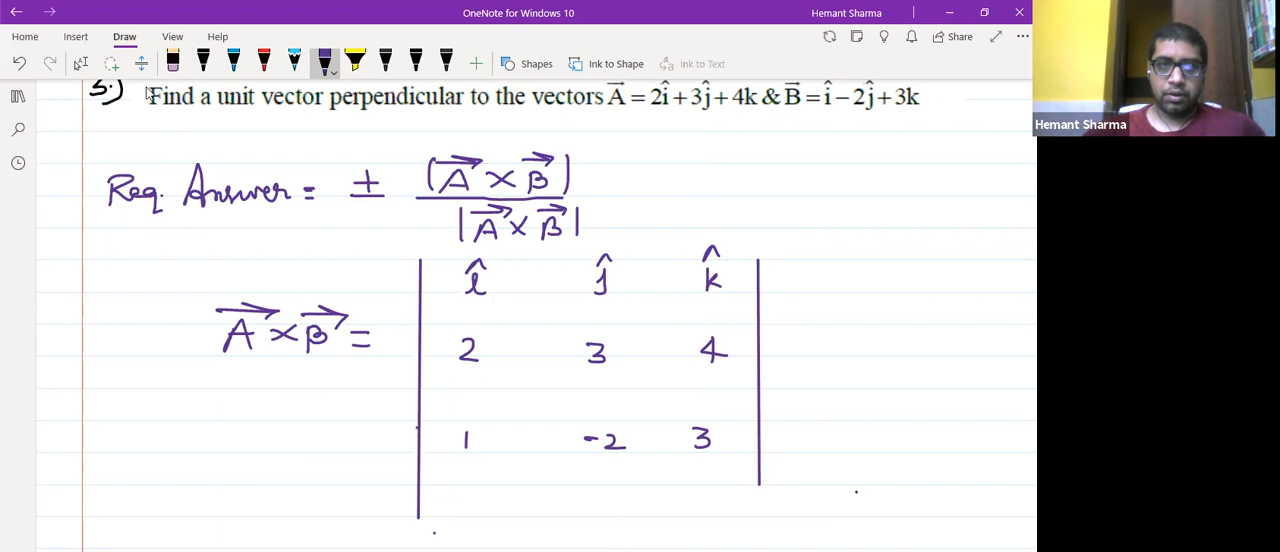 OneNote for Windows 10
Hemant Sharma
Home Insert Draw View Help
Share
Shapes Ink to Shape Ink to Text
5.) Find a unit vector perpendicular to the vectors A⃗ = 2î + 3ĵ + 4k & B⃗ = î − 2ĵ + 3k
Req. Answer = ± (A⃗ × B⃗) / |A⃗ × B⃗|
A⃗ × B⃗ =
î ĵ k̂
2 3 4
1 -2 3
Hemant Sharma